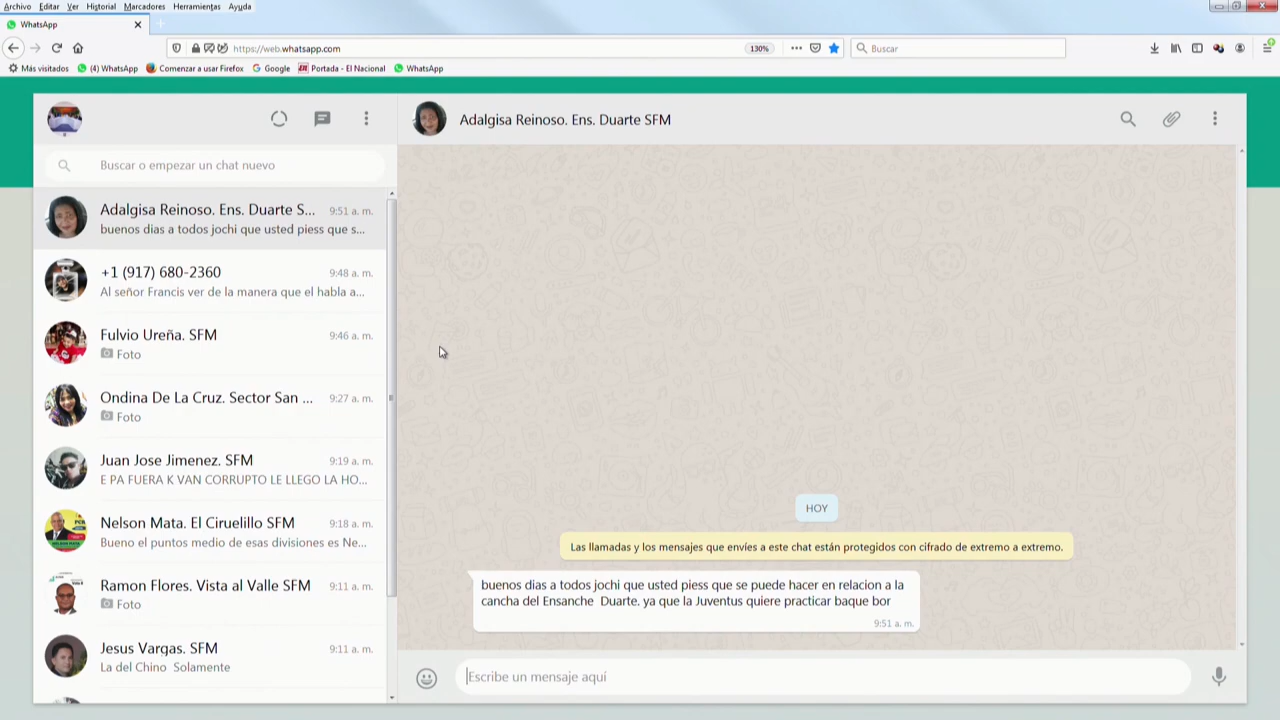 Archivo Editar Ver Historial Marcadores Herramientas Ayuda
WhatsApp
https://web.whatsapp.com
130%
Buscar
Más visitados (4) WhatsApp Comenzar a usar Firefox Google Portada - El Nacional WhatsApp
Adalgisa Reinoso. Ens. Duarte SFM
Buscar o empezar un chat nuevo
Adalgisa Reinoso. Ens. Duarte S... 9:51 a. m.
buenos dias a todos jochi que usted piess que s...
+1 (917) 680-2360 9:48 a. m.
Al señor Francis ver de la manera que el habla a...
Fulvio Ureña. SFM 9:46 a. m.
Foto
Ondina De La Cruz. Sector San ... 9:27 a. m.
Foto
Juan Jose Jimenez. SFM 9:19 a. m.
E PA FUERA K VAN CORRUPTO LE LLEGO LA HO...
Nelson Mata. El Ciruelillo SFM 9:18 a. m.
Bueno el puntos medio de esas divisiones es Ne...
Ramon Flores. Vista al Valle SFM 9:11 a. m.
Foto
Jesus Vargas. SFM 9:11 a. m.
La del Chino Solamente
HOY
Las llamadas y los mensajes que envíes a este chat están protegidos con cifrado de extremo a extremo.
buenos dias a todos jochi que usted piess que se puede hacer en relacion a la
cancha del Ensanche Duarte. ya que la Juventus quiere practicar baque bor
9:51 a. m.
Escribe un mensaje aquí